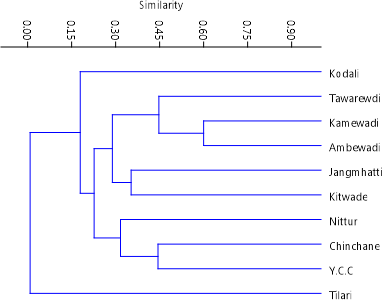 Similarity
0.00 0.15 0.30 0.45 0.60 0.75 0.90
Kodali
Tawarewdi
Kamewadi
Ambewadi
Jangmhatti
Kitwade
Nittur
Chinchane
Y.C.C
Tilari